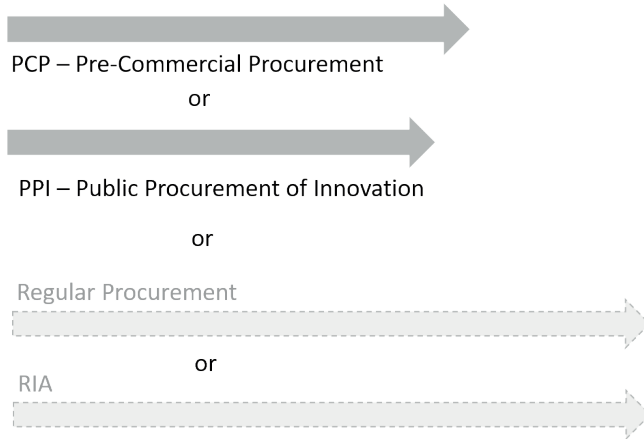 PCP – Pre-Commercial Procurement
or
PPI – Public Procurement of Innovation
or
Regular Procurement
or
RIA